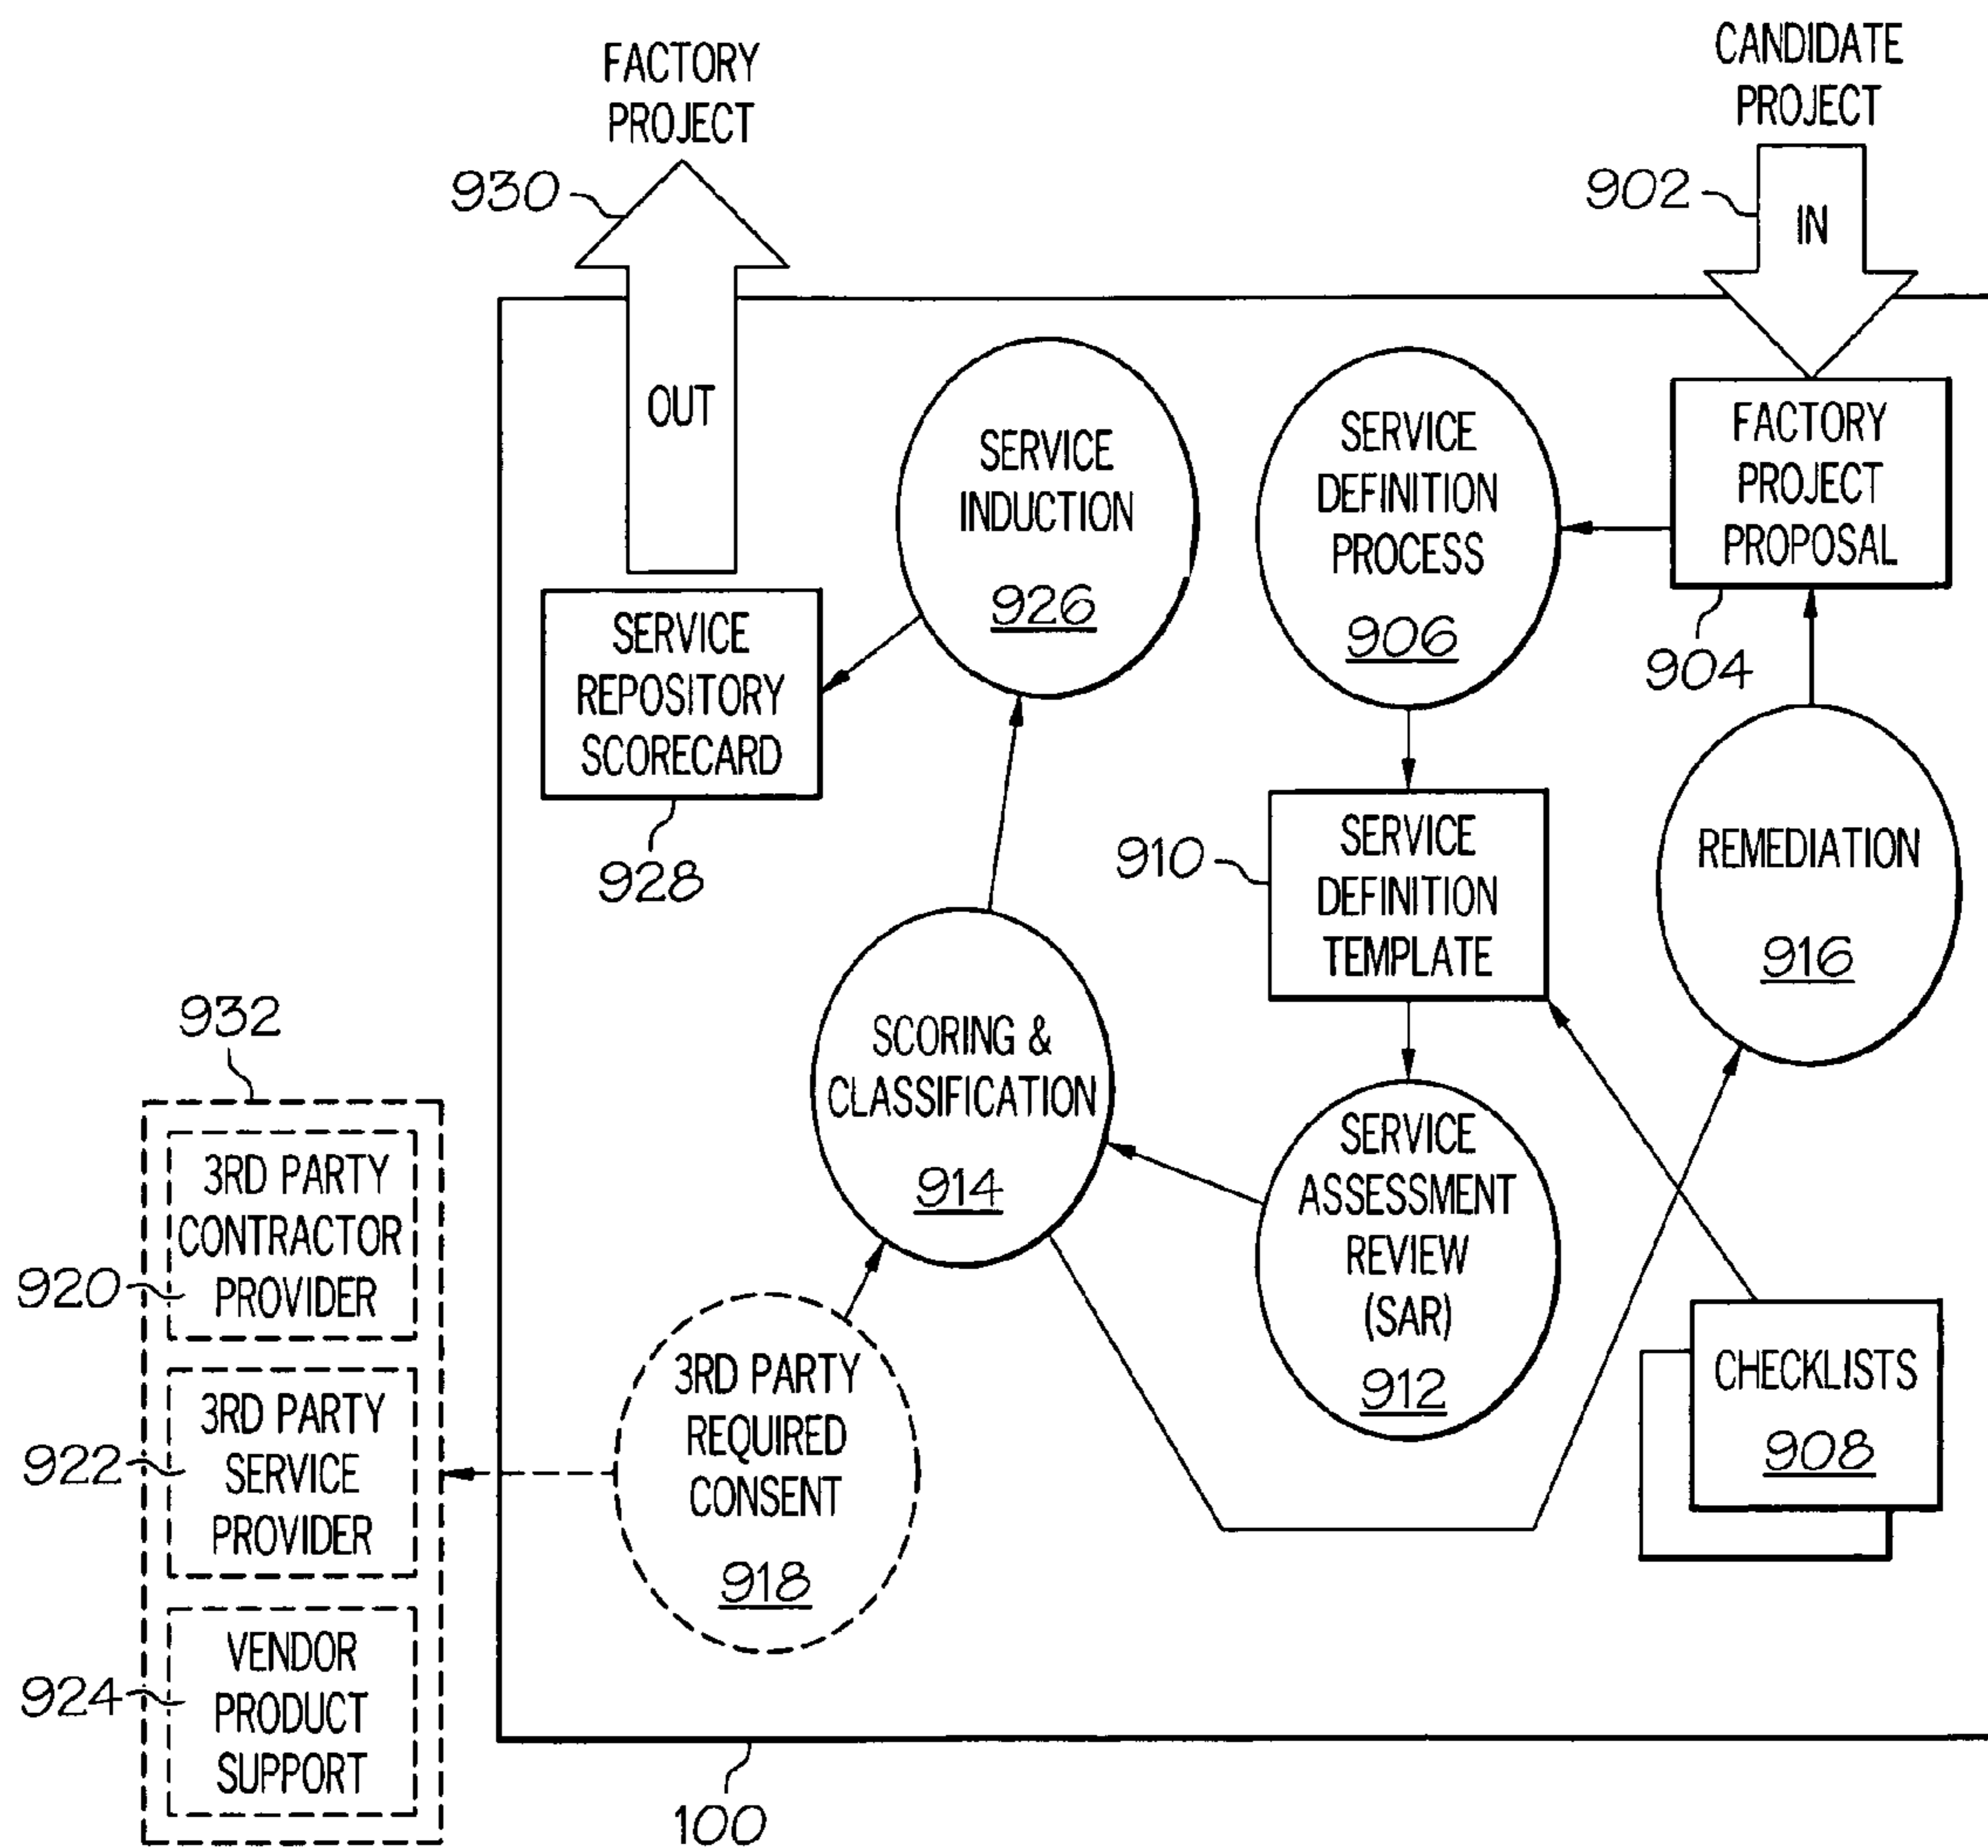 FACTORY
PROJECT
930
OUT
CANDIDATE
PROJECT
902
IN
FACTORY
PROJECT
PROPOSAL
904
SERVICE
DEFINITION
PROCESS
906
SERVICE
INDUCTION
926
SERVICE
REPOSITORY
SCORECARD
928
910
SERVICE
DEFINITION
TEMPLATE
REMEDIATION
916
SCORING &
CLASSIFICATION
914
SERVICE
ASSESSMENT
REVIEW
(SAR)
912
CHECKLISTS
908
3RD PARTY
REQUIRED
CONSENT
918
932
3RD PARTY
CONTRACTOR
PROVIDER
920
3RD PARTY
SERVICE
PROVIDER
922
VENDOR
PRODUCT
SUPPORT
924
100